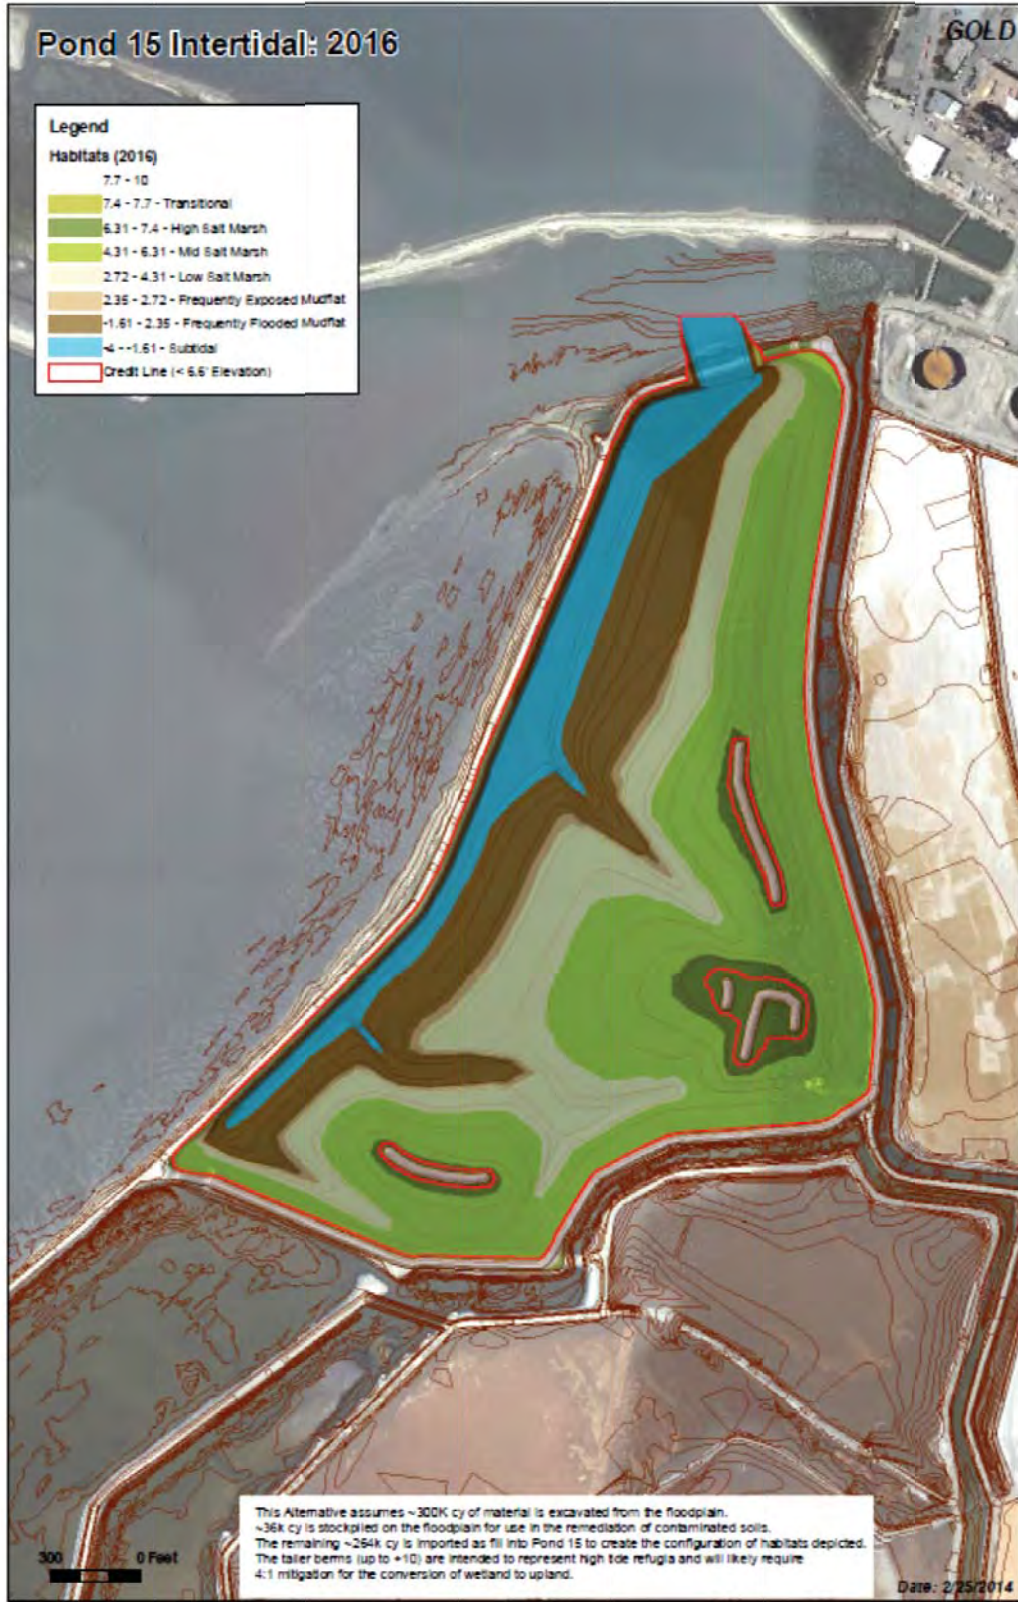 Pond 15 Intertidal: 2016
GOLD
Legend
Habitats (2016)
7.7 - 10
7.4 - 7.7 - Transitional
6.31 - 7.4 - High Salt Marsh
4.31 - 6.31 - Mid Salt Marsh
2.72 - 4.31 - Low Salt Marsh
2.35 - 2.72 - Frequently Exposed Mudflat
-1.61 - 2.35 - Frequently Flooded Mudflat
-4 - -1.61 - Subtidal
Credit Line (< 6.6' Elevation)
This Alternative assumes ~300K cy of material is excavated from the floodplain.
~36k cy is stockpiled on the floodplain for use in the remediation of contaminated soils.
The remaining ~264k cy is imported as fill into Pond 15 to create the configuration of habitats depicted.
The taller berms (up to +10) are intended to represent high tide refugia and will likely require
4:1 mitigation for the conversion of wetland to upland.
300 0 Feet
Date: 2/25/2014